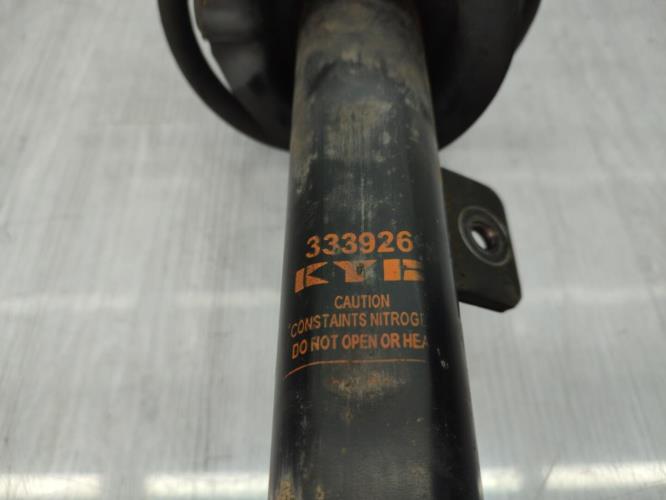 333926
KYB
CAUTION
CONSTAINTS NITROG
DO NOT OPEN OR HEA